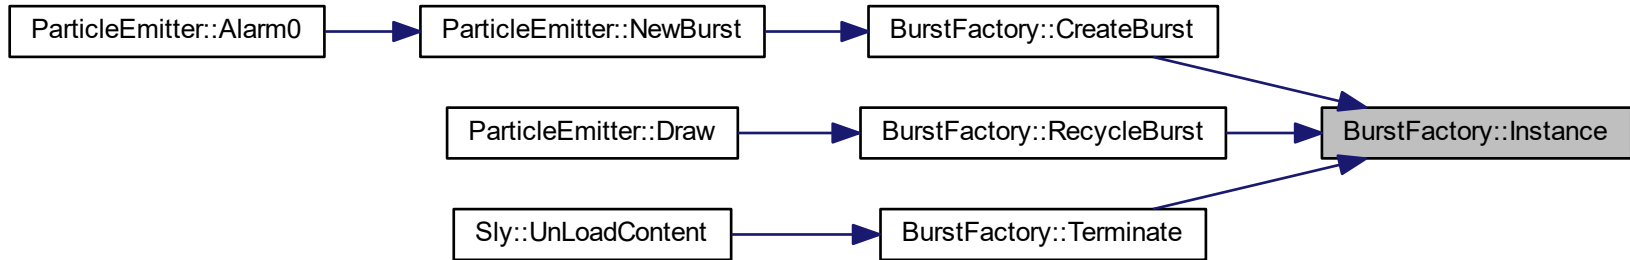 ParticleEmitter::Alarm0
ParticleEmitter::NewBurst
BurstFactory::CreateBurst
ParticleEmitter::Draw
BurstFactory::RecycleBurst
BurstFactory::Instance
Sly::UnLoadContent
BurstFactory::Terminate